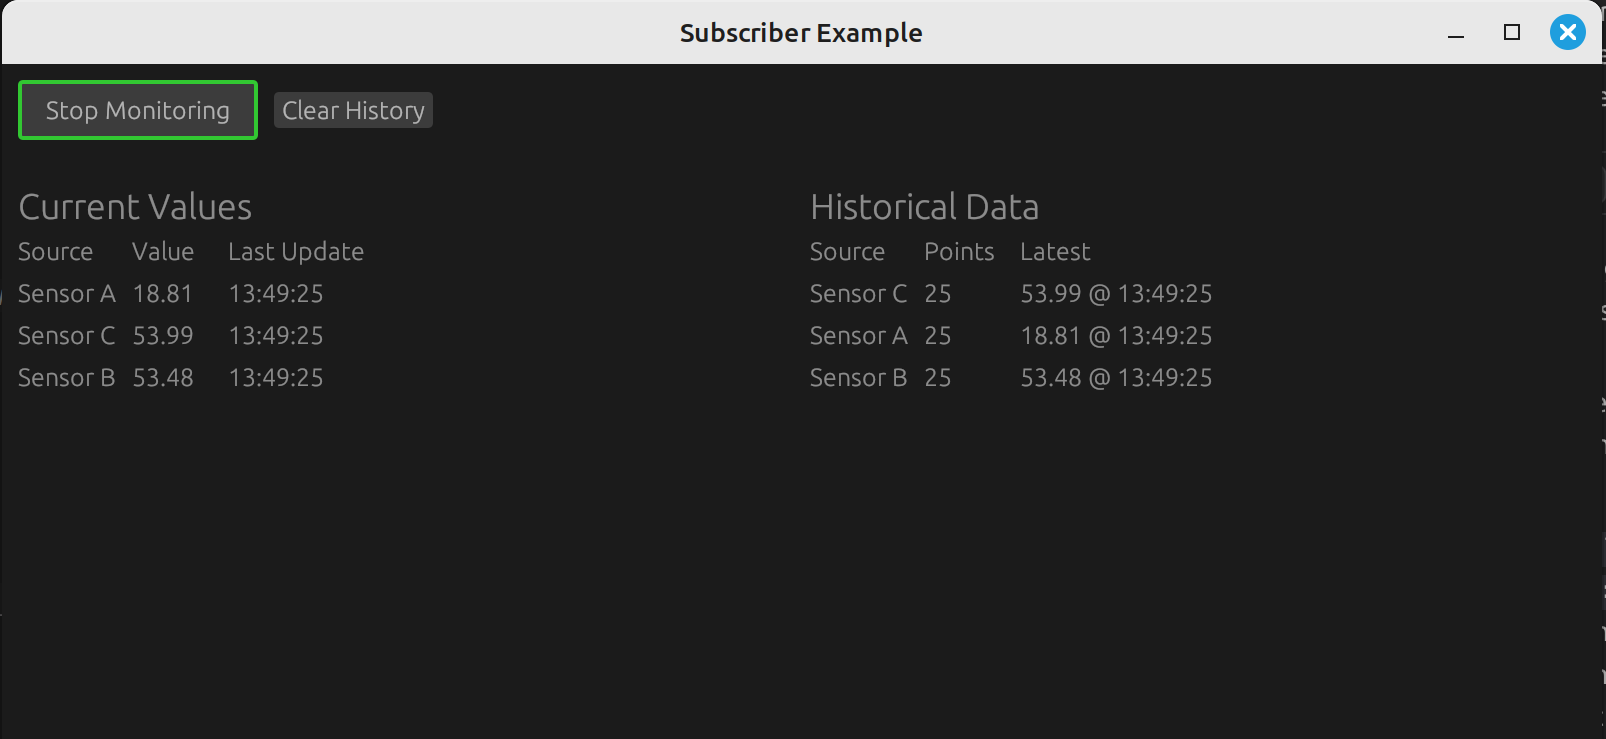 Subscriber Example
Stop Monitoring
Clear History
Current Values
Source Value Last Update
Sensor A 18.81 13:49:25
Sensor C 53.99 13:49:25
Sensor B 53.48 13:49:25
Historical Data
Source Points Latest
Sensor C 25 53.99 @ 13:49:25
Sensor A 25 18.81 @ 13:49:25
Sensor B 25 53.48 @ 13:49:25